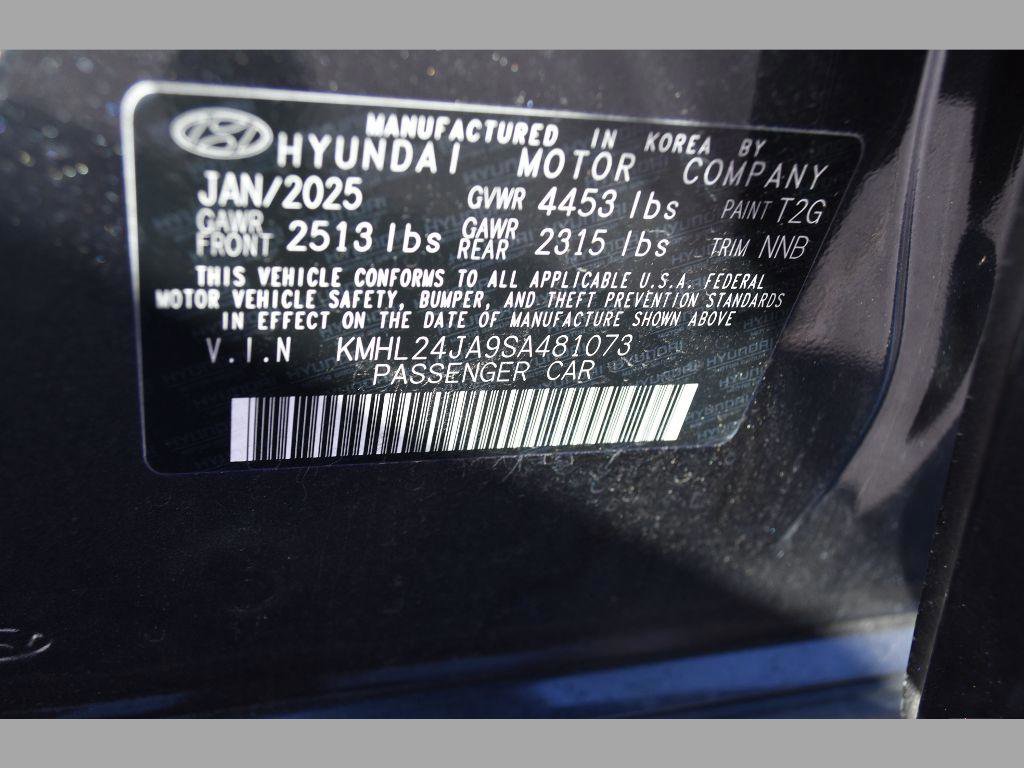 MANUFACTURED IN KOREA BY
HYUNDAI MOTOR COMPANY
JAN/2025 GVWR 4453 lbs PAINT T2G
GAWR FRONT 2513 lbs GAWR REAR 2315 lbs TRIM NNB
THIS VEHICLE CONFORMS TO ALL APPLICABLE U.S.A. FEDERAL
MOTOR VEHICLE SAFETY, BUMPER, AND THEFT PREVENTION STANDARDS
IN EFFECT ON THE DATE OF MANUFACTURE SHOWN ABOVE
V.I.N KMHL24JA9SA481073
PASSENGER CAR